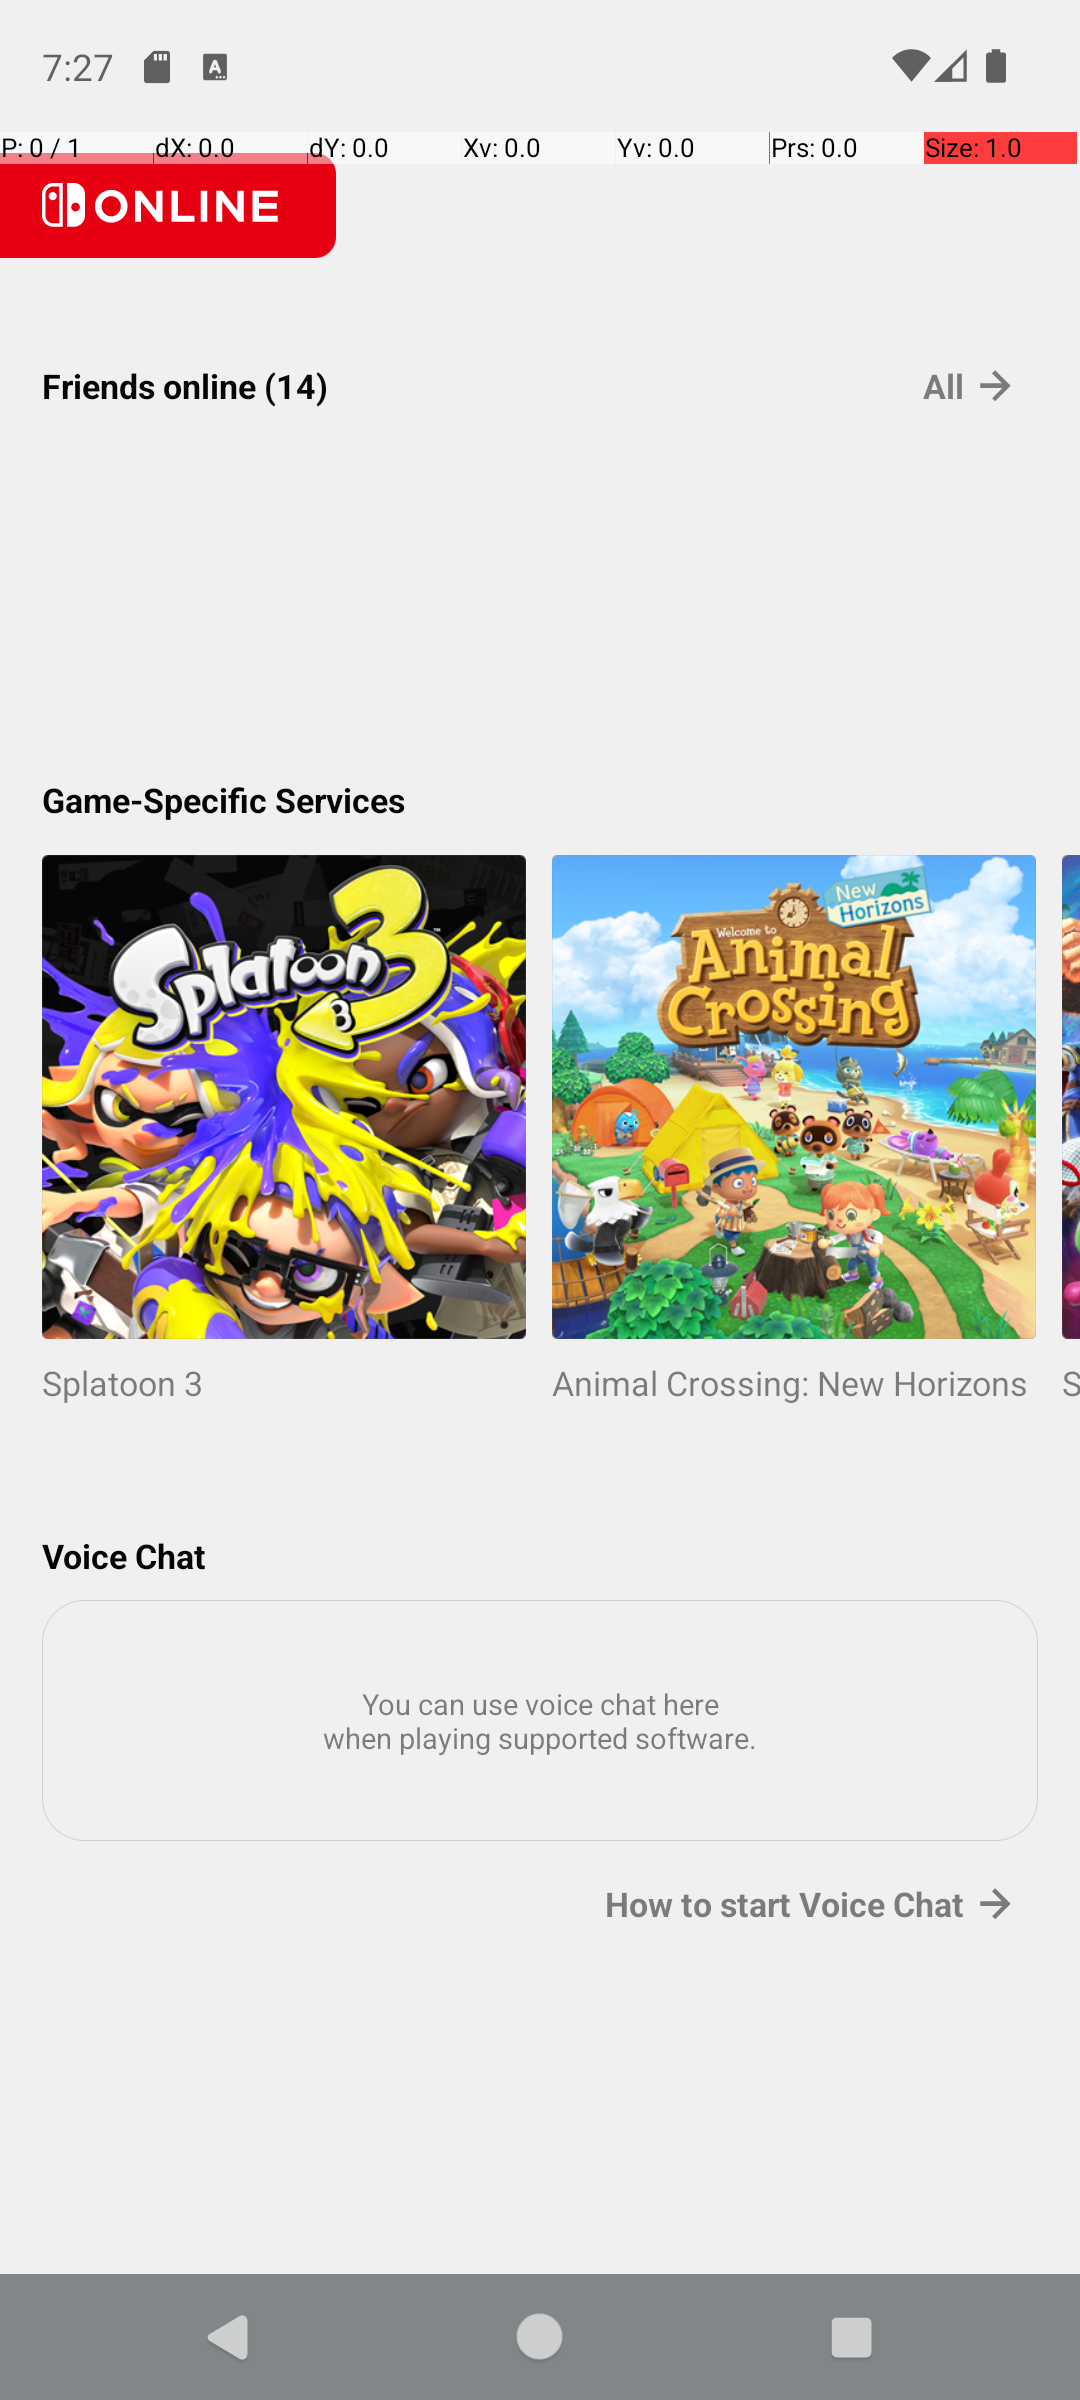 7:27
P: 0 / 1 dX: 0.0 dY: 0.0 Xv: 0.0 Yv: 0.0 Prs: 0.0 Size: 1.0
ONLINE
Friends online (14) All
Game-Specific Services
Splatoon 3
New Horizons
Welcome to
Animal Crossing
Splatoon 3
Animal Crossing: New Horizons
S
Voice Chat
You can use voice chat here
when playing supported software.
How to start Voice Chat